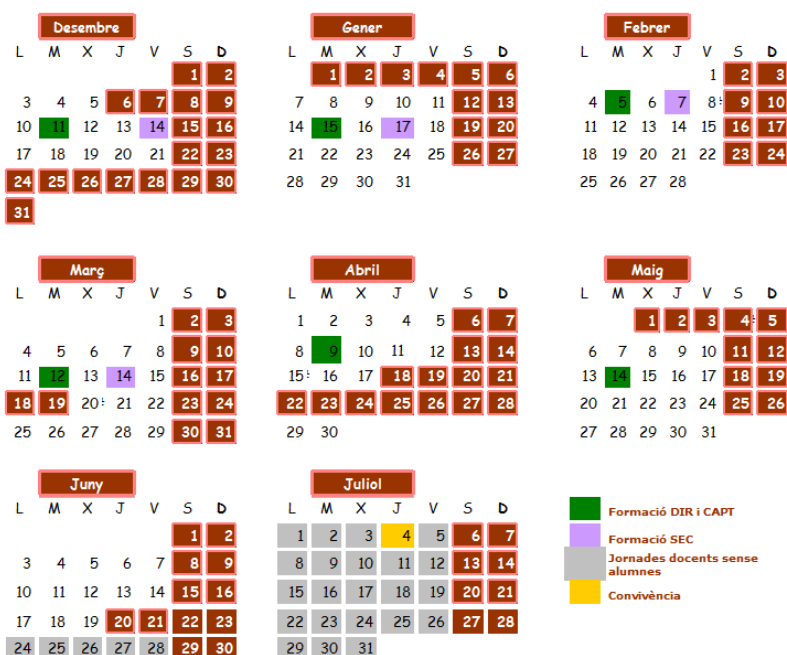 Desembre Gener Febrer
L M X J V S D L M X J V S D L M X J V S D
1 2 1 2 3 4 5 6 1 2 3
3 4 5 6 7 8 9 7 8 9 10 11 12 13 4 5 6 7 8 9 10
10 11 12 13 14 15 16 14 15 16 17 18 19 20 11 12 13 14 15 16 17
17 18 19 20 21 22 23 21 22 23 24 25 26 27 18 19 20 21 22 23 24
24 25 26 27 28 29 30 28 29 30 31 25 26 27 28
31
Març Abril Maig
L M X J V S D L M X J V S D L M X J V S D
1 2 3 1 2 3 4 5 6 7 1 2 3 4 5
4 5 6 7 8 9 10 8 9 10 11 12 13 14 6 7 8 9 10 11 12
11 12 13 14 15 16 17 15 16 17 18 19 20 21 13 14 15 16 17 18 19
18 19 20 21 22 23 24 22 23 24 25 26 27 28 20 21 22 23 24 25 26
25 26 27 28 29 30 31 29 30 27 28 29 30 31
Juny Juliol
L M X J V S D L M X J V S D
1 2 1 2 3 4 5 6 7
3 4 5 6 7 8 9 8 9 10 11 12 13 14
10 11 12 13 14 15 16 15 16 17 18 19 20 21
17 18 19 20 21 22 23 22 23 24 25 26 27 28
24 25 26 27 28 29 30 29 30 31
Formació DIR i CAPT
Formació SEC
Jornades docents sense
alumnes
Convivència